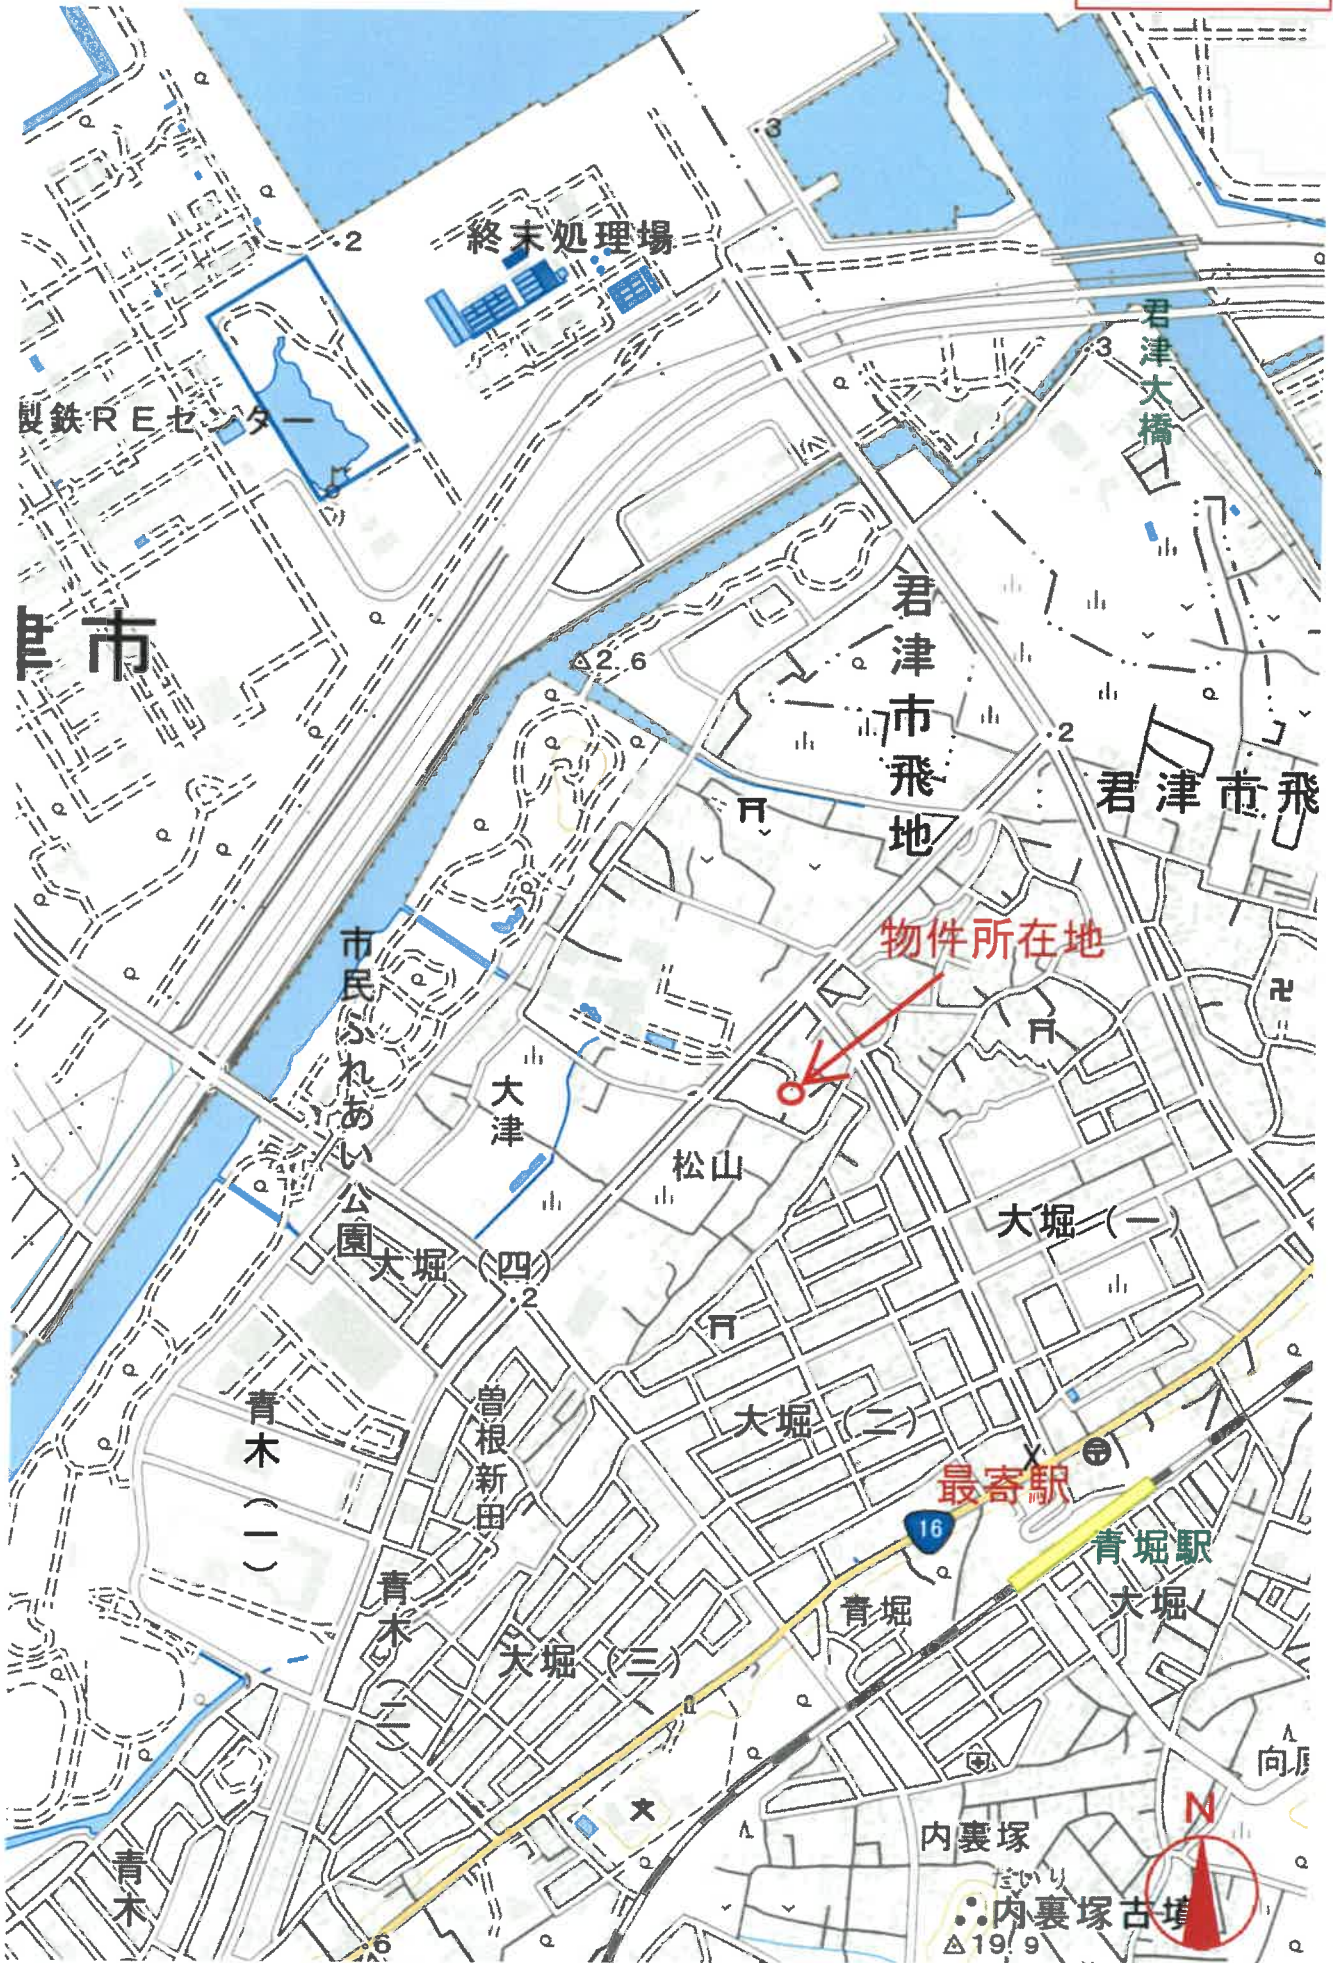 ・3
・2
終末処理場
君津大橋
・3
製鉄REセンター
津市
君津市飛地
2.6
・2
君津市飛
物件所在地
市民ふれあい公園
大津
松山
大堀(一)
大堀(四)
・2
青木(一)
曽根新田
大堀(二)
最寄駅
16
青堀駅
青木(二)
青堀
大堀
大堀(三)
向原
N
内裏塚
だいり
内裏塚古墳
19.9
青木
・6